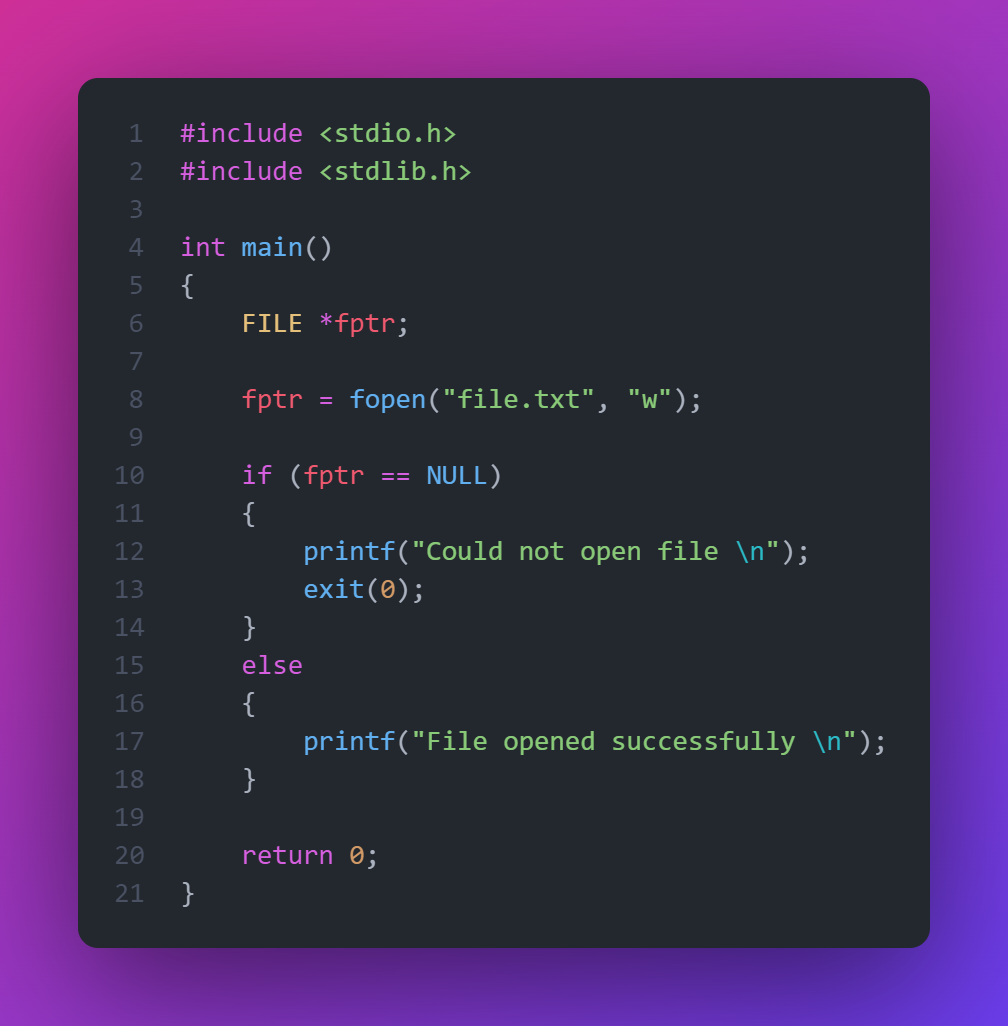 1 #include <stdio.h>
2 #include <stdlib.h>
3
4 int main()
5 {
6     FILE *fptr;
7
8     fptr = fopen("file.txt", "w");
9
10     if (fptr == NULL)
11     {
12         printf("Could not open file \n");
13         exit(0);
14     }
15     else
16     {
17         printf("File opened successfully \n");
18     }
19
20     return 0;
21 }